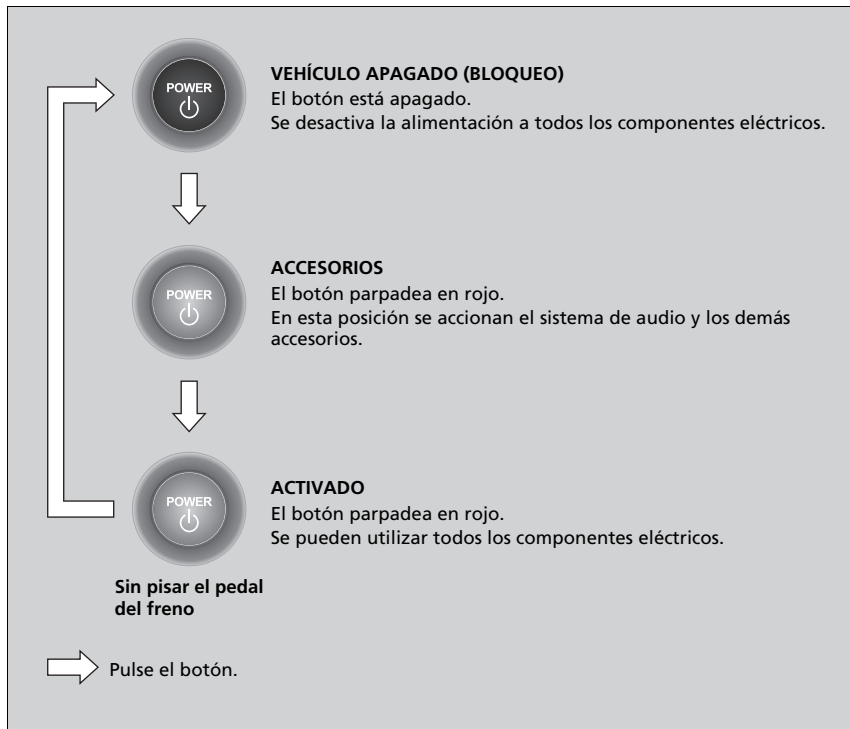 POWER
VEHÍCULO APAGADO (BLOQUEO)
El botón está apagado.
Se desactiva la alimentación a todos los componentes eléctricos.
POWER
ACCESORIOS
El botón parpadea en rojo.
En esta posición se accionan el sistema de audio y los demás
accesorios.
POWER
ACTIVADO
El botón parpadea en rojo.
Se pueden utilizar todos los componentes eléctricos.
Sin pisar el pedal
del freno
Pulse el botón.